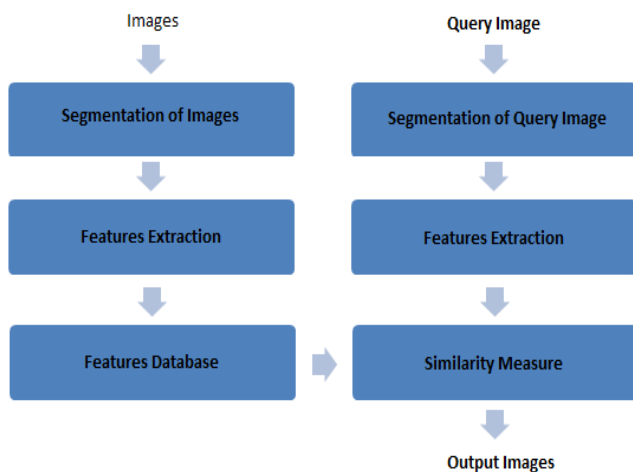 Images
Query Image
Segmentation of Images
Segmentation of Query Image
Features Extraction
Features Extraction
Features Database
Similarity Measure
Output Images